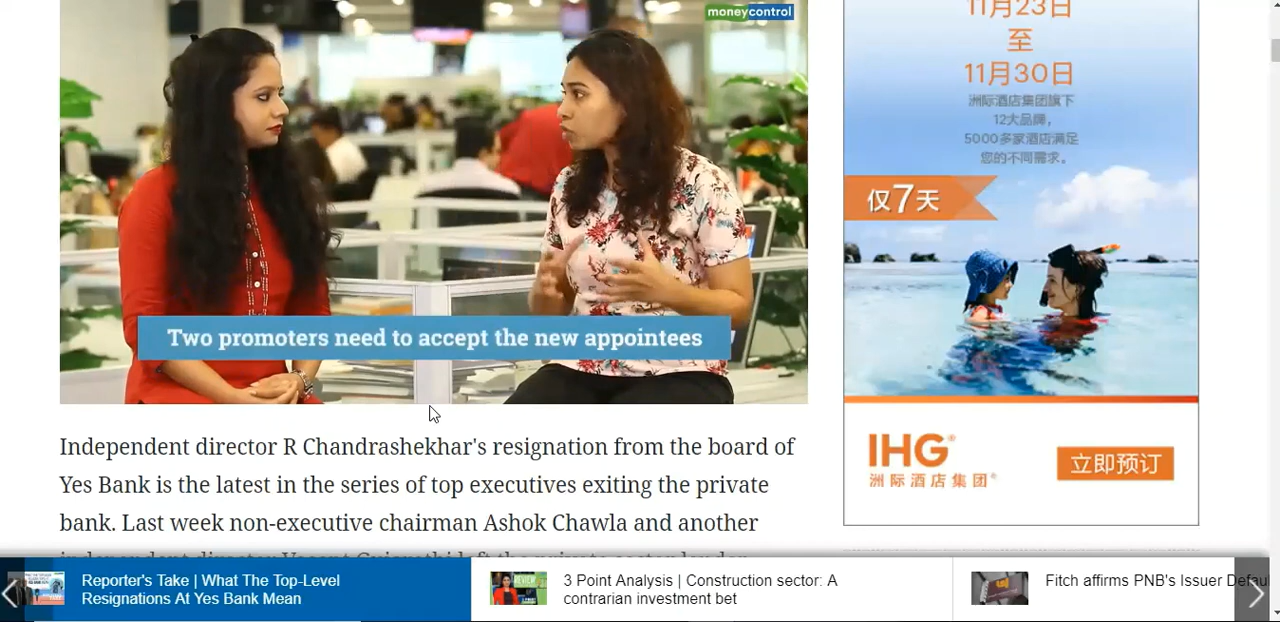 moneycontrol
Two promoters need to accept the new appointees
Independent director R Chandrashekhar's resignation from the board of
Yes Bank is the latest in the series of top executives exiting the private
bank. Last week non-executive chairman Ashok Chawla and another
11月23日
至
11月30日
洲际酒店集团旗下
12大品牌，
5000多家酒店满足
您的不同需求。
仅7天
IHG®
洲际酒店集团®
立即预订
Reporter's Take | What The Top-Level
Resignations At Yes Bank Mean
REVIEW
3 Point Analysis | Construction sector: A
contrarian investment bet
Fitch affirms PNB's Issuer Defau